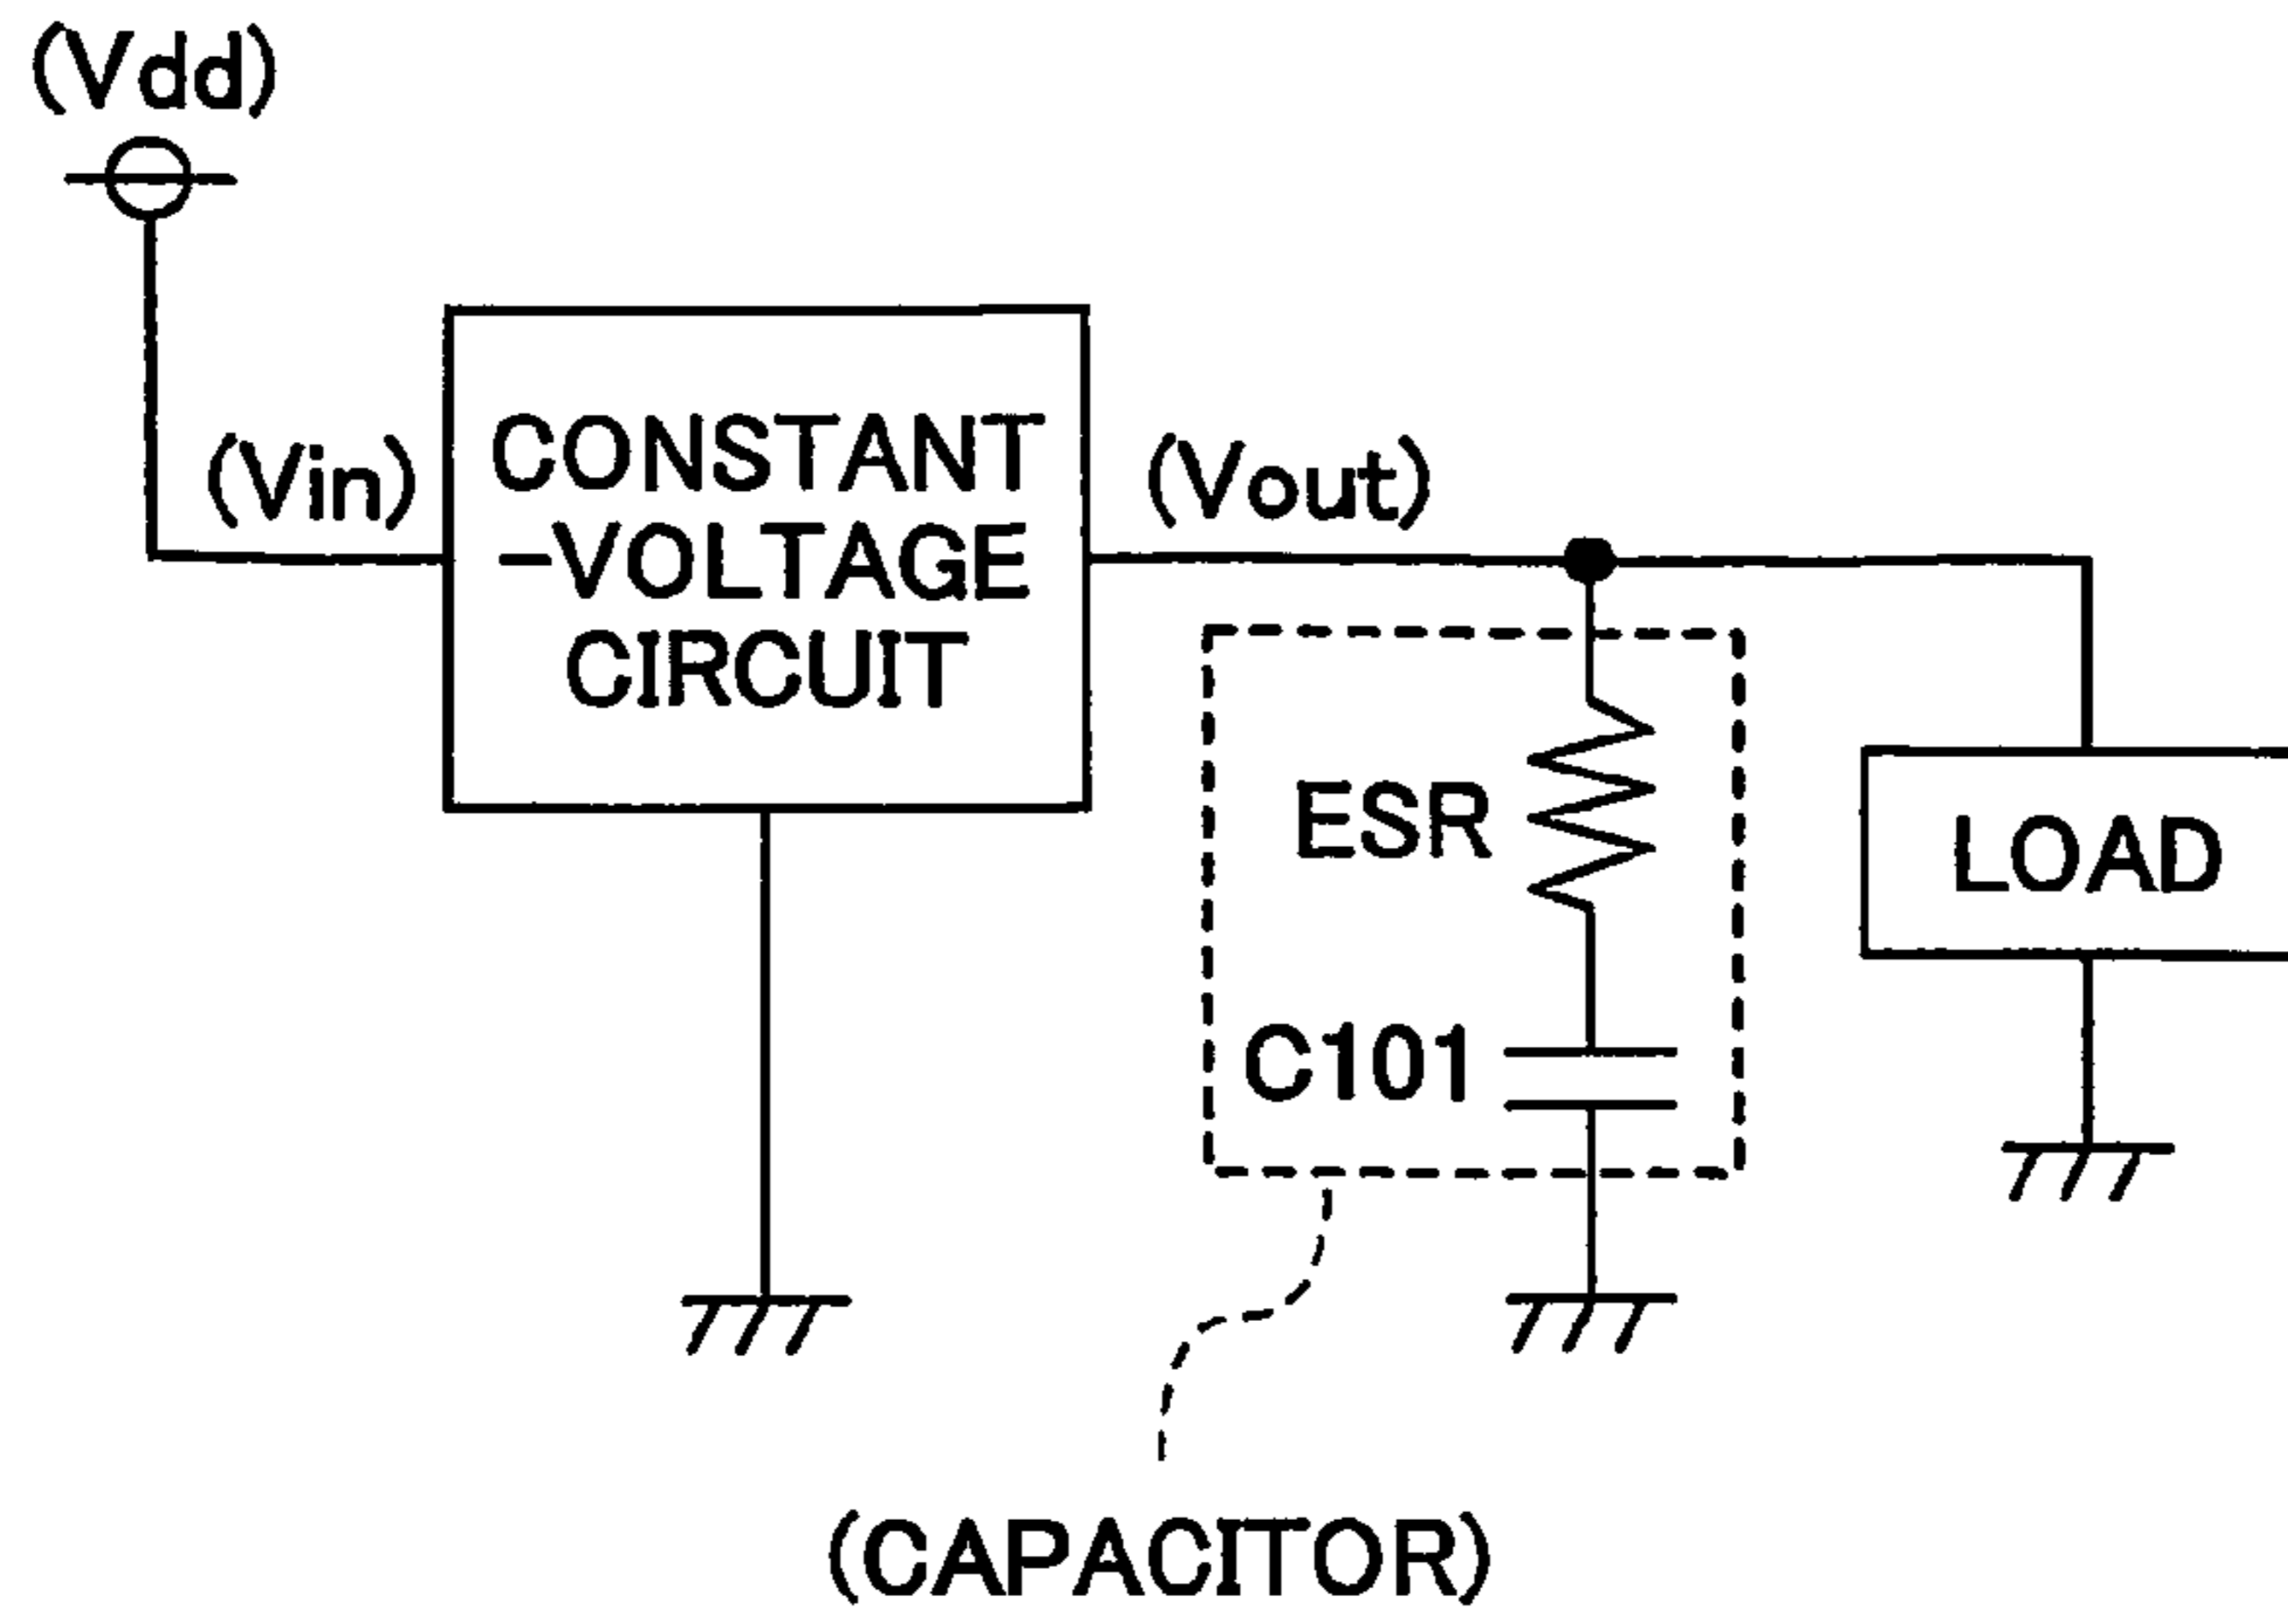 (Vdd)
(Vin)
CONSTANT
-VOLTAGE
CIRCUIT
(Vout)
ESR
C101
LOAD
(CAPACITOR)